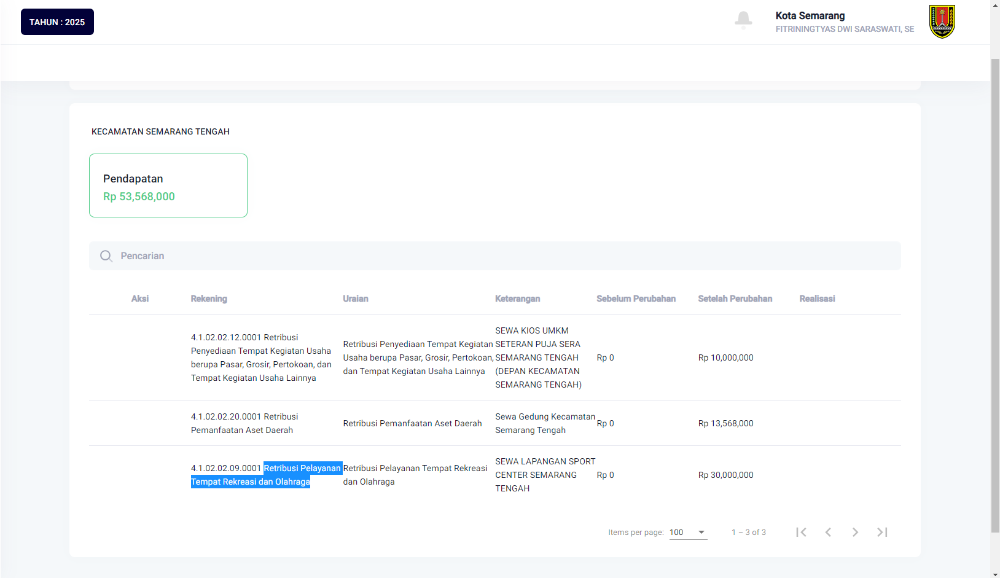 TAHUN : 2025
Kota Semarang
FITRININGTYAS DWI SARASWATI, SE
KECAMATAN SEMARANG TENGAH
Pendapatan
Rp 53,568,000
Pencarian
Aksi Rekening Uraian Keterangan Sebelum Perubahan Setelah Perubahan Realisasi
4.1.02.02.12.0001 Retribusi
Penyediaan Tempat Kegiatan Usaha
berupa Pasar, Grosir, Pertokoan, dan
Tempat Kegiatan Usaha Lainnya
Retribusi Penyediaan Tempat Kegiatan
Usaha berupa Pasar, Grosir, Pertokoan,
dan Tempat Kegiatan Usaha Lainnya
SEWA KIOS UMKM
SETERAN PUJA SERA
SEMARANG TENGAH
(DEPAN KECAMATAN
SEMARANG TENGAH)
Rp 0
Rp 10,000,000
4.1.02.02.20.0001 Retribusi
Pemanfaatan Aset Daerah
Retribusi Pemanfaatan Aset Daerah
Sewa Gedung Kecamatan
Semarang Tengah
Rp 0
Rp 13,568,000
4.1.02.02.09.0001 Retribusi Pelayanan
Tempat Rekreasi dan Olahraga
Retribusi Pelayanan Tempat Rekreasi
dan Olahraga
SEWA LAPANGAN SPORT
CENTER SEMARANG
TENGAH
Rp 0
Rp 30,000,000
Items per page: 100 1 – 3 of 3